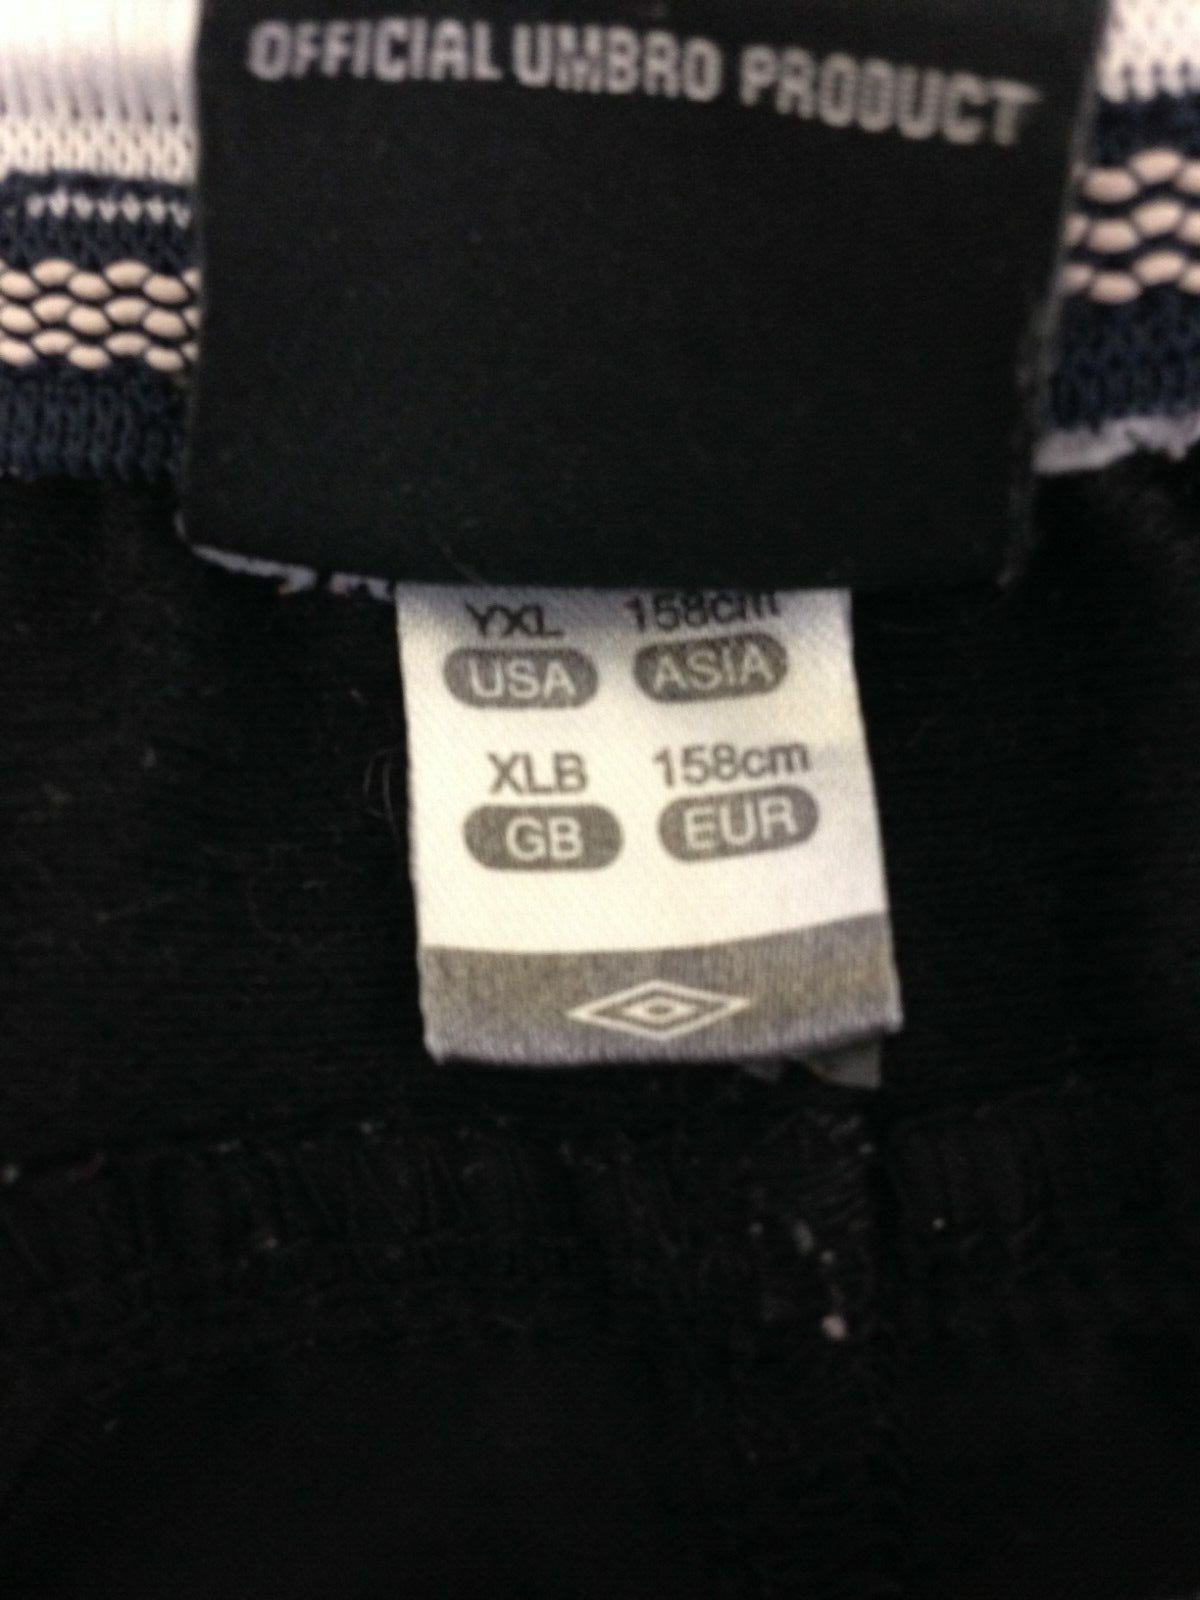 OFFICIAL UMBRO PRODUCT
YXL 158cm
USA ASIA
XLB 158cm
GB EUR